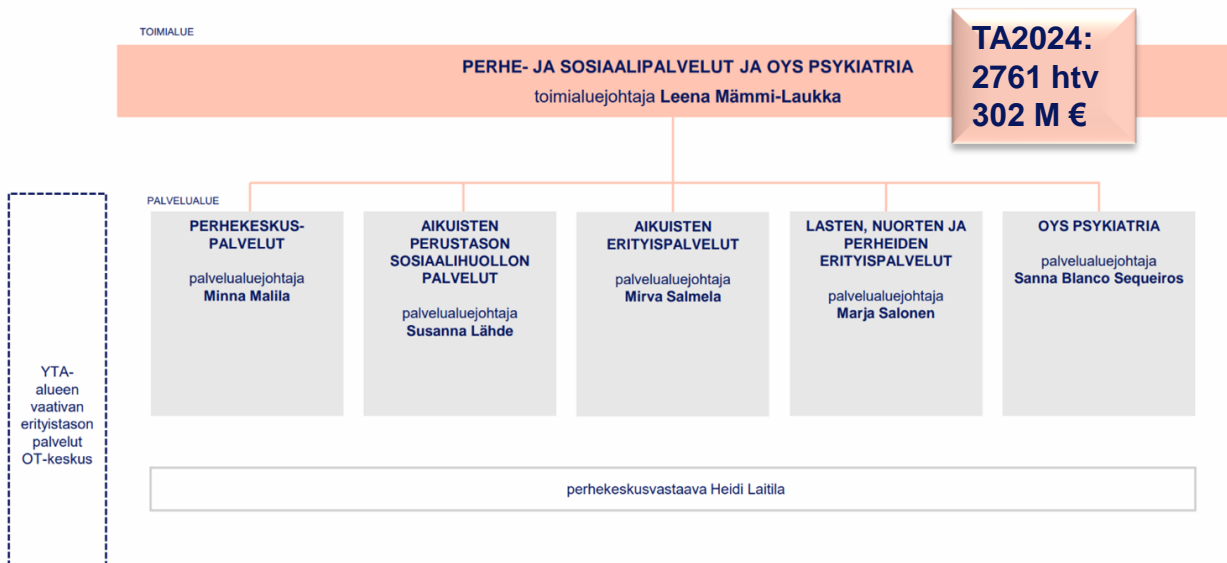 TOIMIALUE
PERHE- JA SOSIAALIPALVELUT JA OYS PSYKIATRIA
toimialuejohtaja Leena Mämmi-Laukka
TA2024:
2761 htv
302 M €
PALVELUALUE
PERHEKESKUS-
PALVELUT
palvelualuejohtaja
Minna Malila
AIKUISTEN
PERUSTASON
SOSIAALIHUOLLON
PALVELUT
palvelualuejohtaja
Susanna Lähde
AIKUISTEN
ERITYISPALVELUT
palvelualuejohtaja
Mirva Salmela
LASTEN, NUORTEN JA
PERHEIDEN
ERITYISPALVELUT
palvelualuejohtaja
Marja Salonen
OYS PSYKIATRIA
palvelualuejohtaja
Sanna Blanco Sequeiros
YTA-
alueen
vaativan
erityistason
palvelut
OT-keskus
perhekeskusvastaava Heidi Laitila